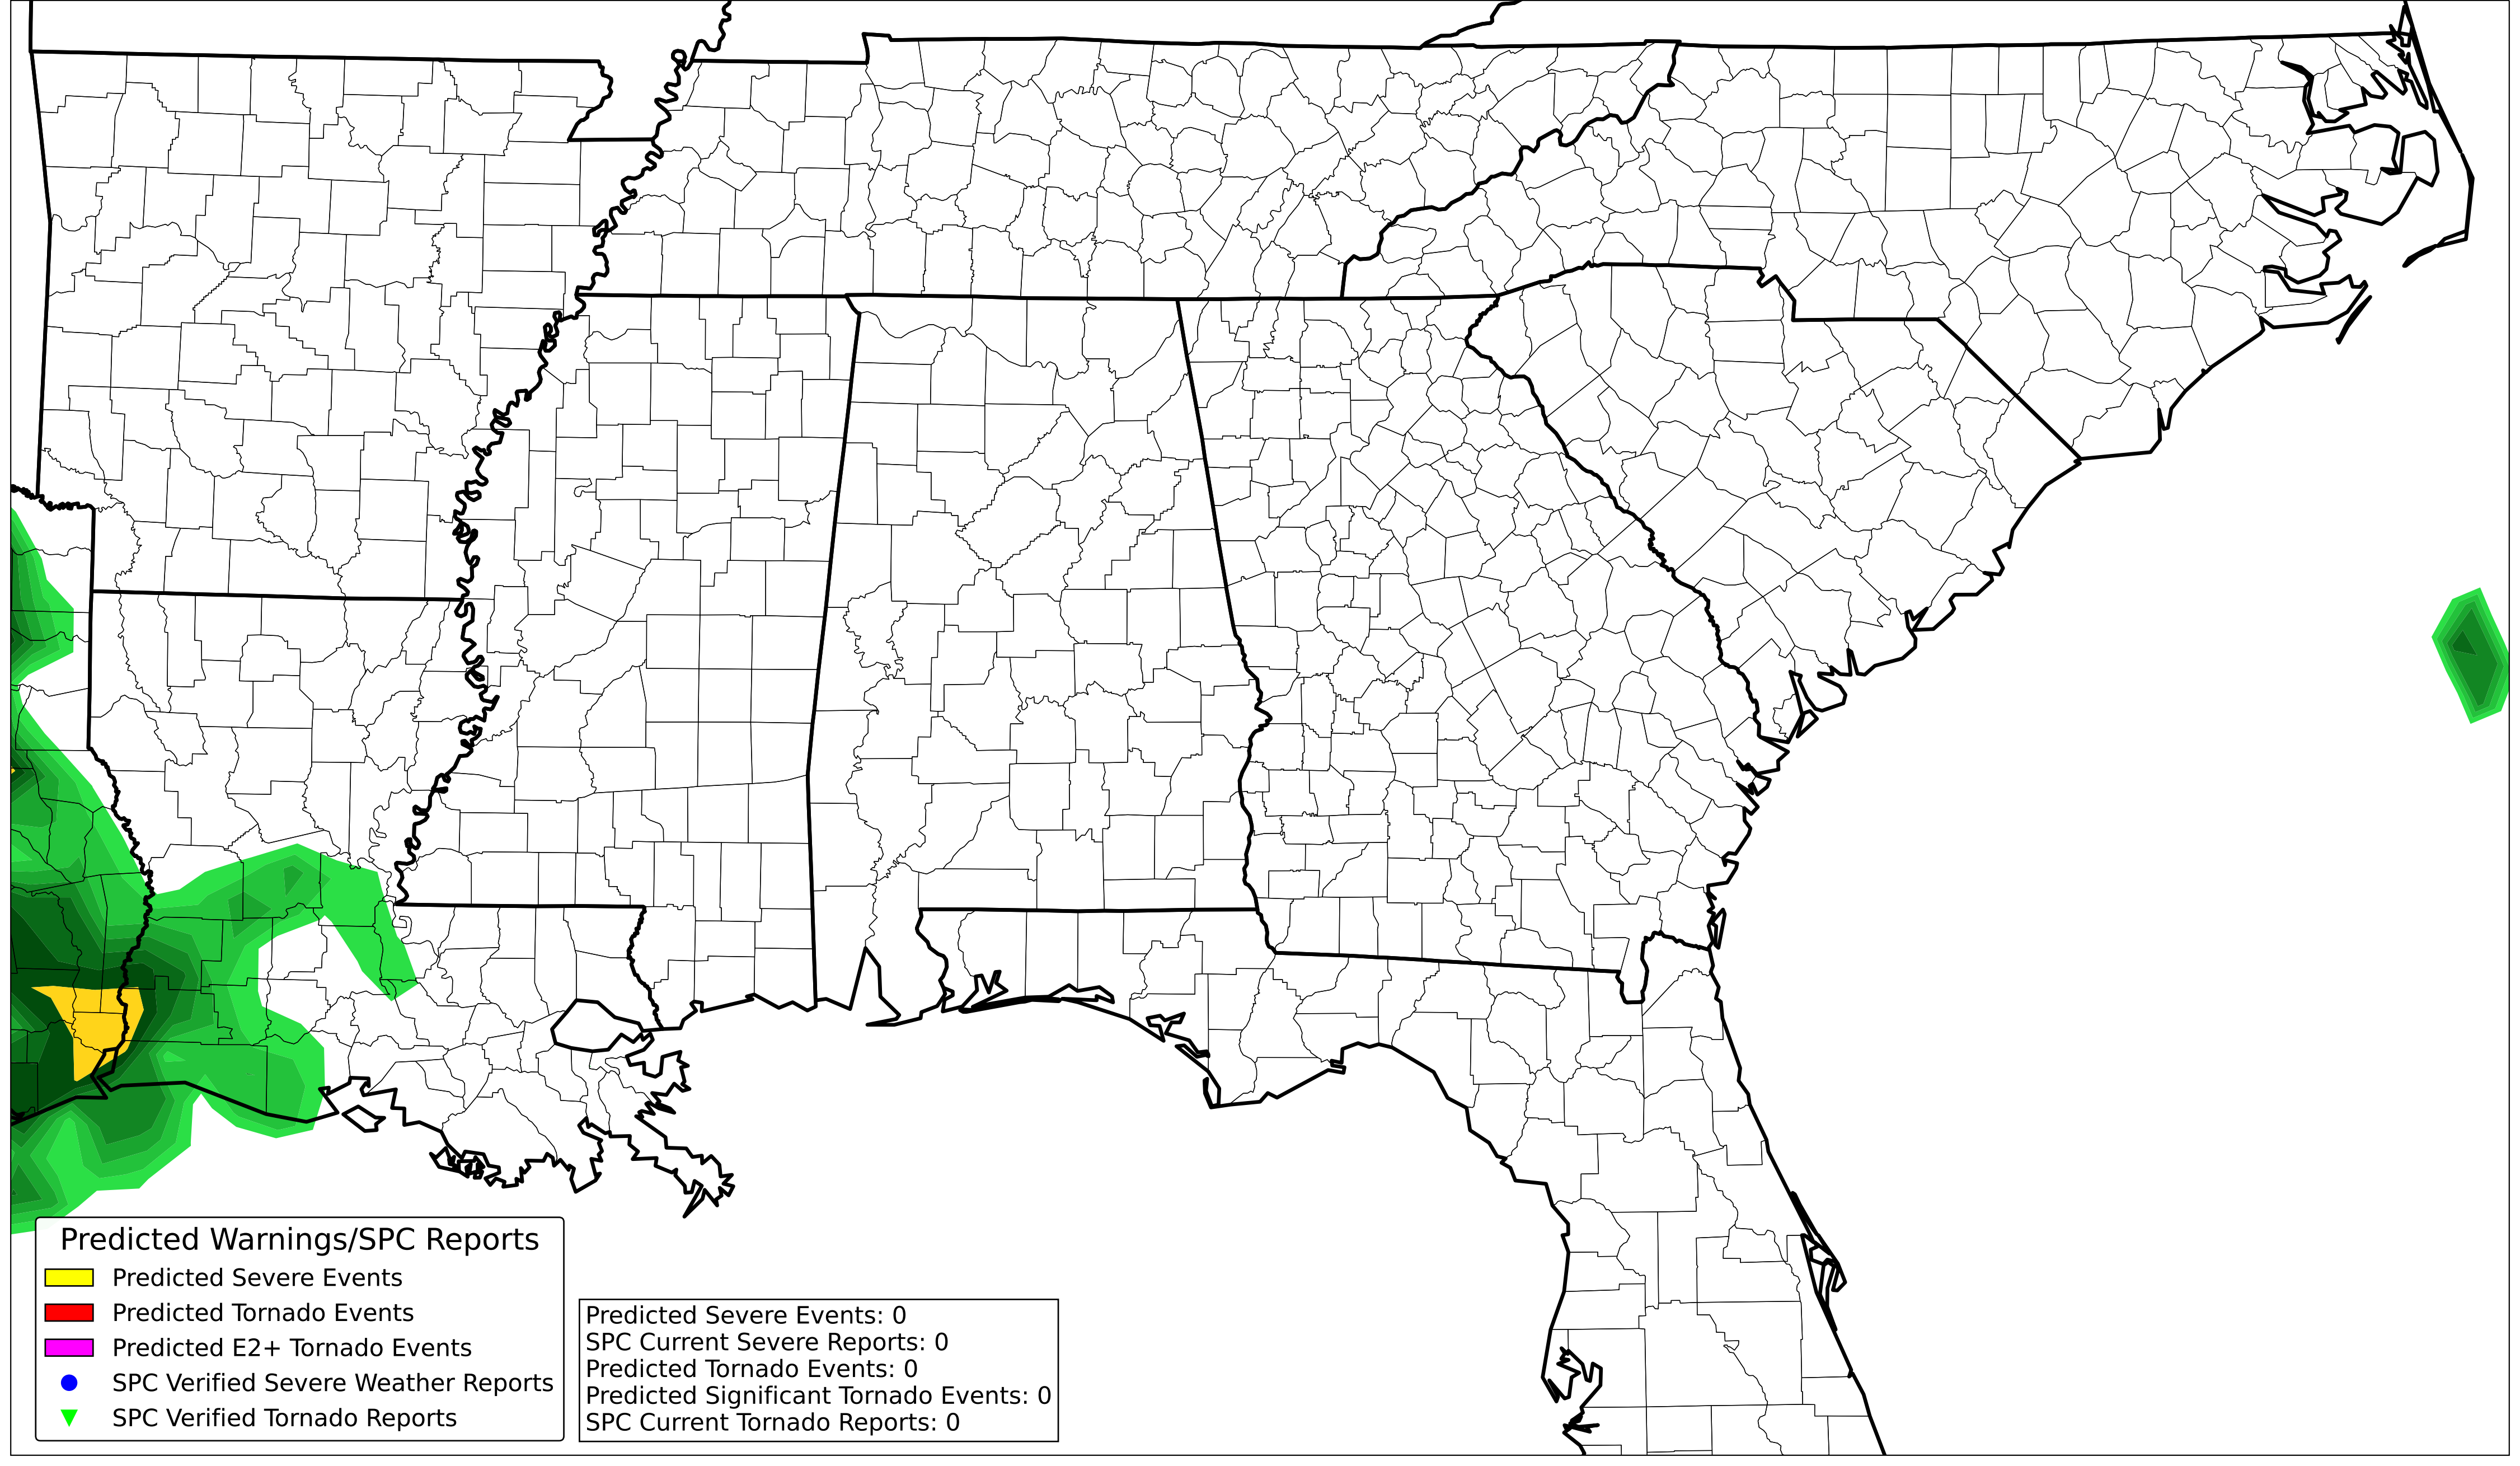 Predicted Warnings/SPC Reports
Predicted Severe Events
Predicted Tornado Events
Predicted E2+ Tornado Events
SPC Verified Severe Weather Reports
SPC Verified Tornado Reports
Predicted Severe Events: 0
SPC Current Severe Reports: 0
Predicted Tornado Events: 0
Predicted Significant Tornado Events: 0
SPC Current Tornado Reports: 0